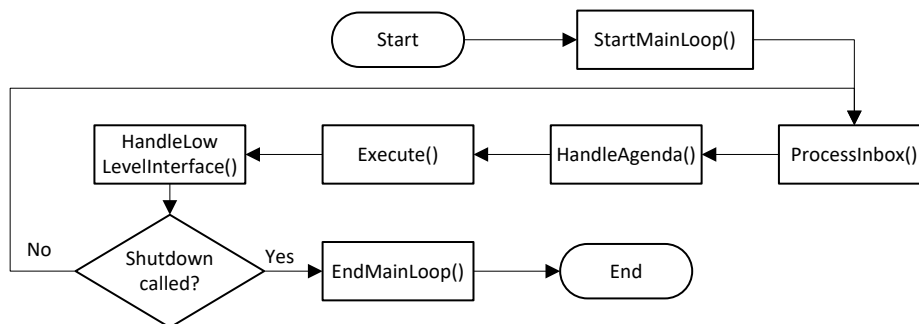 Start
StartMainLoop()
HandleLow
LevelInterface()
Execute()
HandleAgenda()
ProcessInbox()
No
Shutdown
called?
Yes
EndMainLoop()
End